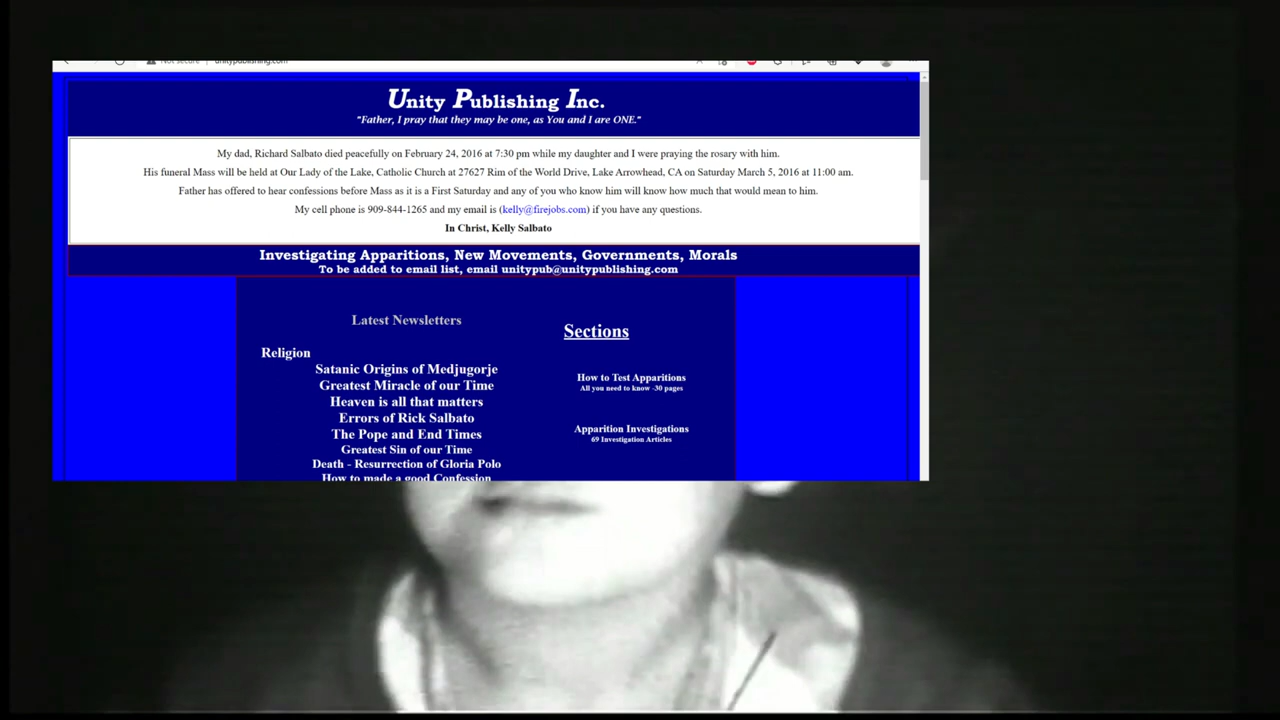 Not secure unitypublishing.com
Unity Publishing Inc.
"Father, I pray that they may be one, as You and I are ONE."
My dad, Richard Salbato died peacefully on February 24, 2016 at 7:30 pm while my daughter and I were praying the rosary with him.
His funeral Mass will be held at Our Lady of the Lake, Catholic Church at 27627 Rim of the World Drive, Lake Arrowhead, CA on Saturday March 5, 2016 at 11:00 am.
Father has offered to hear confessions before Mass as it is a First Saturday and any of you who know him will know how much that would mean to him.
My cell phone is 909-844-1265 and my email is (kelly@firejobs.com) if you have any questions.
In Christ, Kelly Salbato
Investigating Apparitions, New Movements, Governments, Morals
To be added to email list, email unitypub@unitypublishing.com
Latest Newsletters
Religion
Satanic Origins of Medjugorje
Greatest Miracle of our Time
Heaven is all that matters
Errors of Rick Salbato
The Pope and End Times
Greatest Sin of our Time
Death - Resurrection of Gloria Polo
How to made a good Confession
Sections
How to Test Apparitions
All you need to know -30 pages
Apparition Investigations
69 Investigation Articles